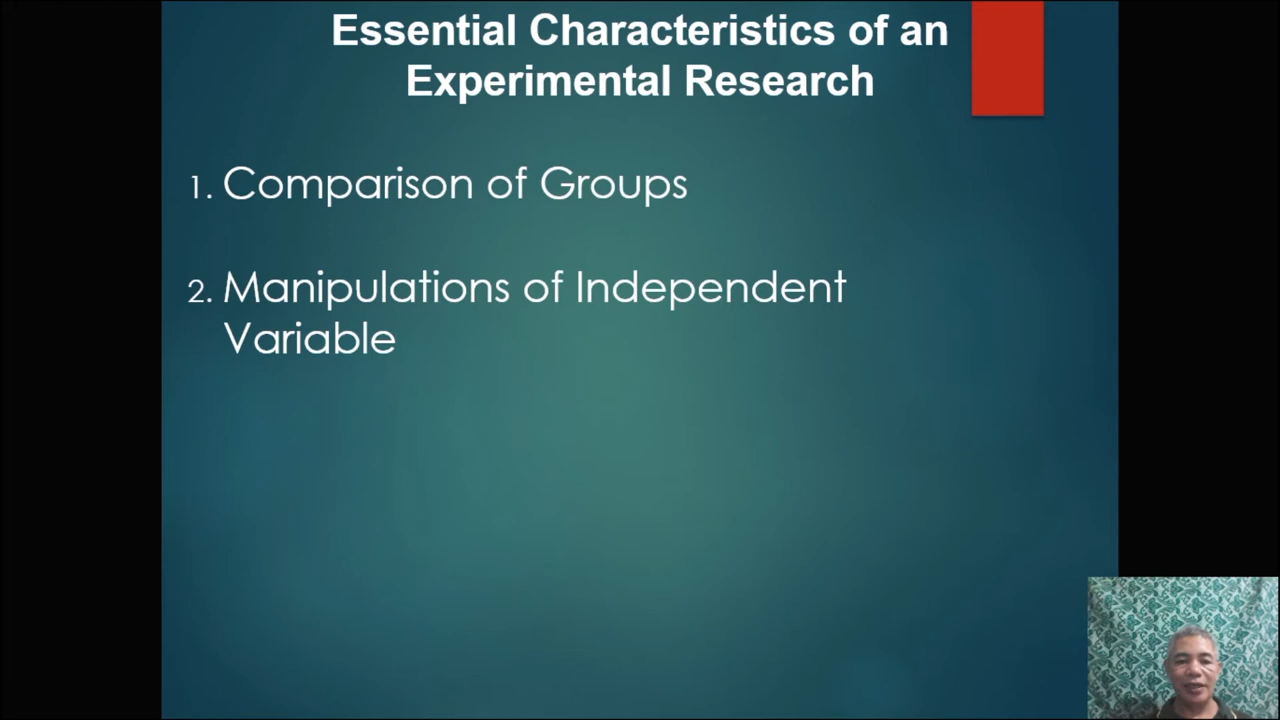 Essential Characteristics of an
Experimental Research
1. Comparison of Groups
2. Manipulations of Independent
Variable